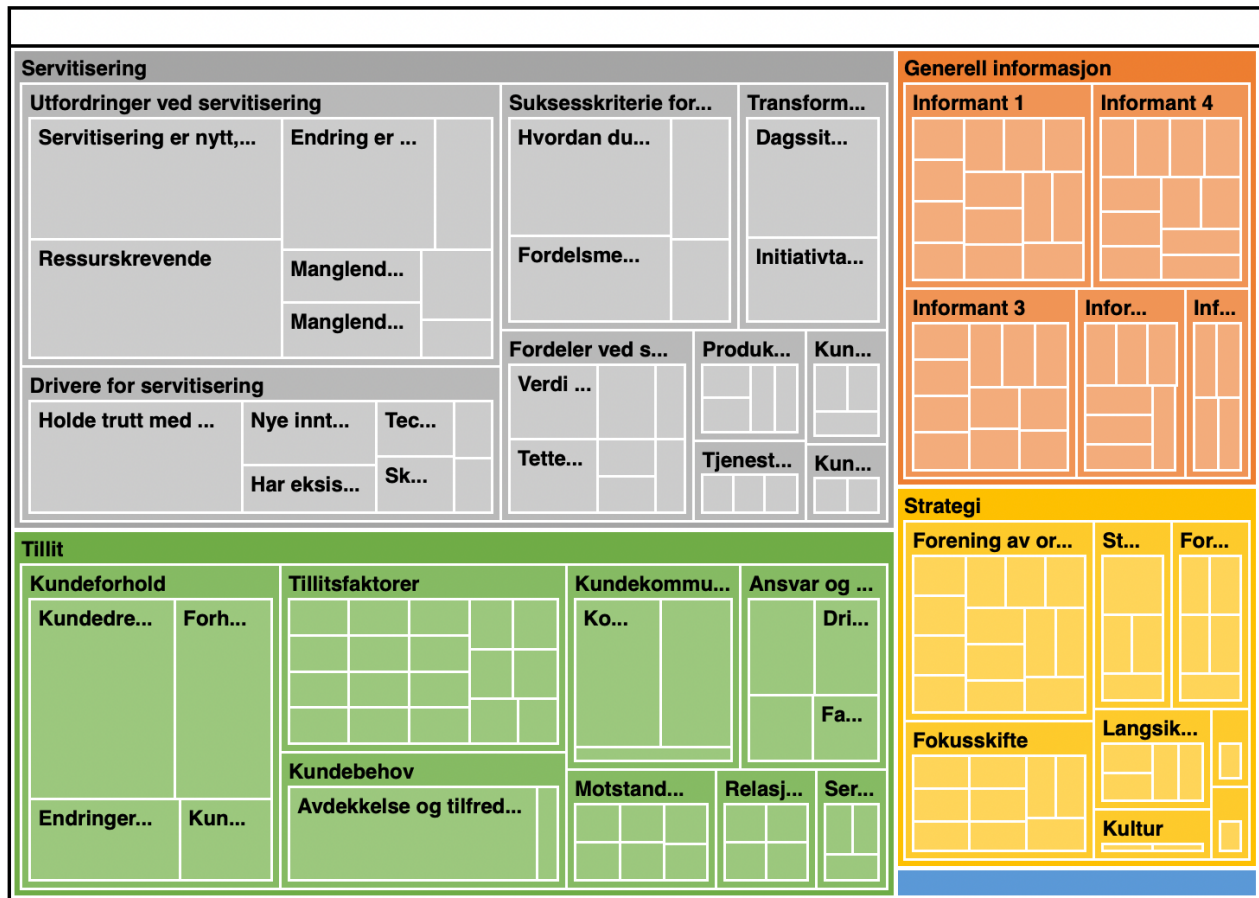 Servitisering
Utfordringer ved servitisering
Servitisering er nytt,...
Endring er ...
Ressurskrevende
Manglend...
Manglend...
Drivere for servitisering
Holde trutt med ...
Nye innt...
Tec...
Har eksis...
Sk...
Suksesskriterie for...
Hvordan du...
Fordelsme...
Transform...
Dagssit...
Initiativta...
Fordeler ved s...
Verdi ...
Tette...
Produk...
Kun...
Tjenest...
Kun...
Generell informasjon
Informant 1
Informant 4
Informant 3
Infor...
Inf...
Tillit
Kundeforhold
Kundedre...
Forh...
Endringer...
Kun...
Tillitsfaktorer
Kundebehov
Avdekkelse og tilfred...
Kundekommu...
Ko...
Ansvar og ...
Dri...
Fa...
Motstand...
Relasj...
Ser...
Strategi
Forening av or...
St...
For...
Fokusskifte
Langsik...
Kultur